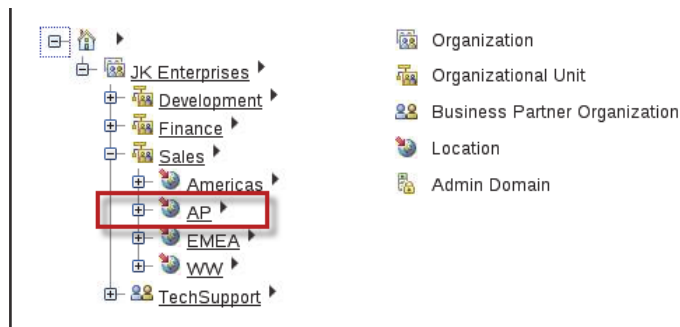 JK Enterprises
Development
Finance
Sales
Americas
AP
EMEA
WW
TechSupport
Organization
Organizational Unit
Business Partner Organization
Location
Admin Domain